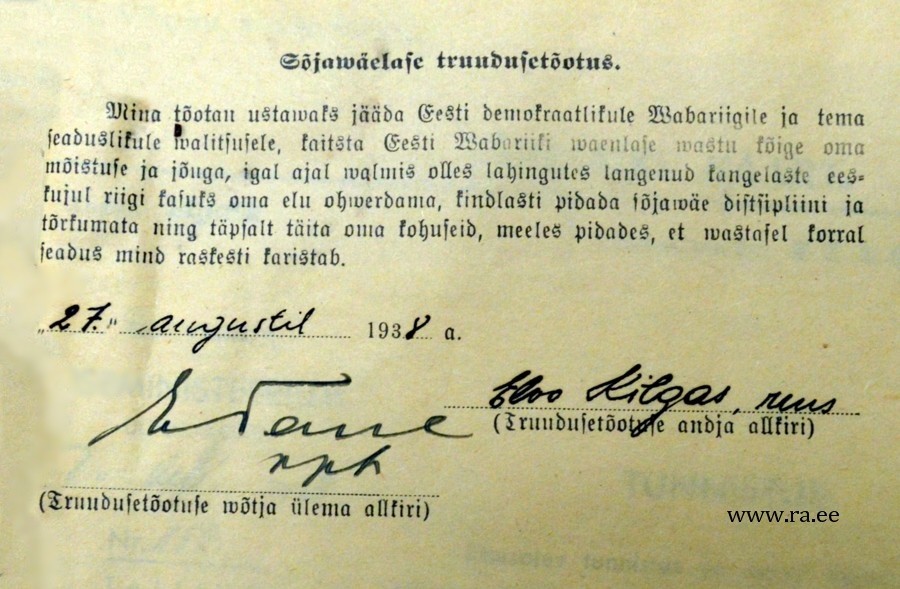 Sõjawäelase truudusetõotus.
Mina tõotan ustawaks jääda Eesti demokraatlikule Wabariigile ja tema
seaduslikule walitsusele, kaitsta Eesti Wabariiki waenlase wastu kõige oma
mõistuse ja jõuga, igal ajal walmis olles lahingutes langenud kangelaste ees-
kujul riigi kasuks oma elu ohwerdama, kindlasti pidada sõjawäe distsipliini ja
tõrkumata ning täpsalt täita oma kohuseid, meeles pidades, et wastasel korral
seadus mind raskesti karistab.
„27." augustil 1938 a.
Kilgas, reus
(Truudusetõotuse andja allkiri)
(Truudusetõotuse wõtja ülema allkiri)
www.ra.ee